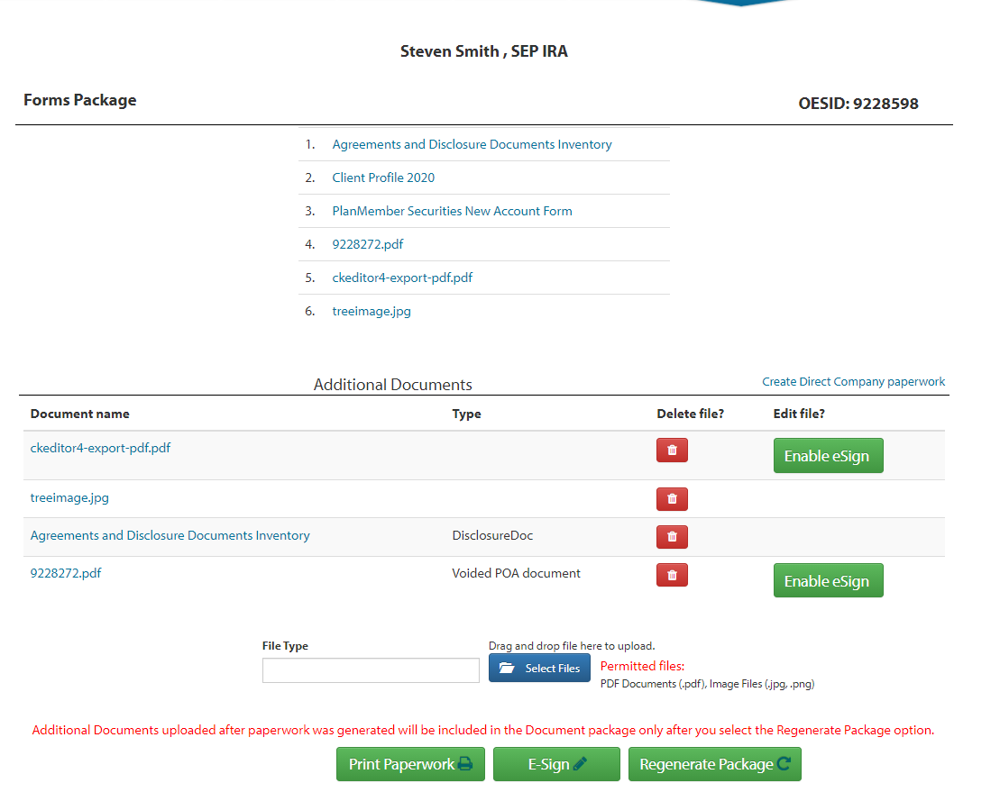 Steven Smith , SEP IRA
Forms Package
OESID: 9228598
1. Agreements and Disclosure Documents Inventory
2. Client Profile 2020
3. PlanMember Securities New Account Form
4. 9228272.pdf
5. ckeditor4-export-pdf.pdf
6. treeimage.jpg
Additional Documents
Create Direct Company paperwork
Document name Type Delete file? Edit file?
ckeditor4-export-pdf.pdf Enable eSign
treeimage.jpg
Agreements and Disclosure Documents Inventory DisclosureDoc
9228272.pdf Voided POA document Enable eSign
File Type
Drag and drop file here to upload.
Select Files
Permitted files:
PDF Documents (.pdf), Image Files (.jpg, .png)
Additional Documents uploaded after paperwork was generated will be included in the Document package only after you select the Regenerate Package option.
Print Paperwork E-Sign Regenerate Package